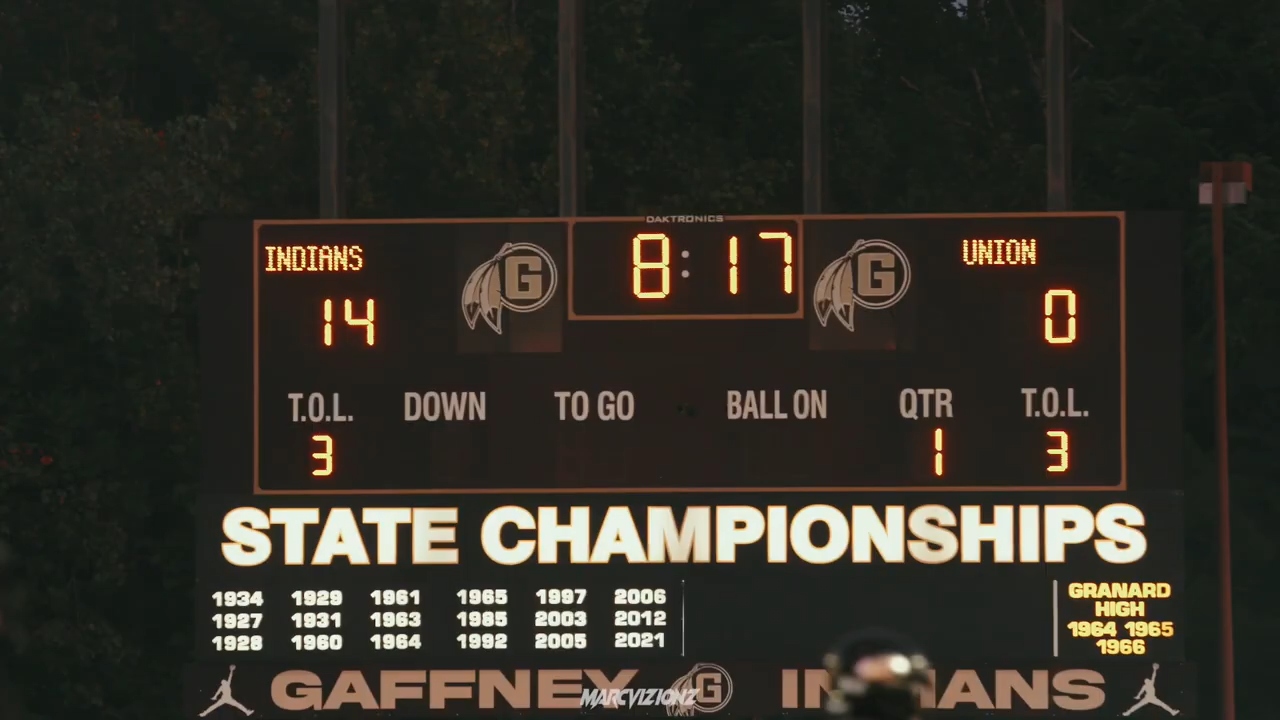 DAKTRONICS
INDIANS G 8:17 G UNION
14 0
T.O.L. DOWN TO GO BALL ON QTR T.O.L.
3 1 3
STATE CHAMPIONSHIPS
1934 1929 1961 1965 1997 2006
1927 1931 1963 1985 2003 2012
1928 1960 1964 1992 2005 2021
GRANARD
HIGH
1964 1965
1966
GAFFNEY G INDIANS
MARCVIZIONZ